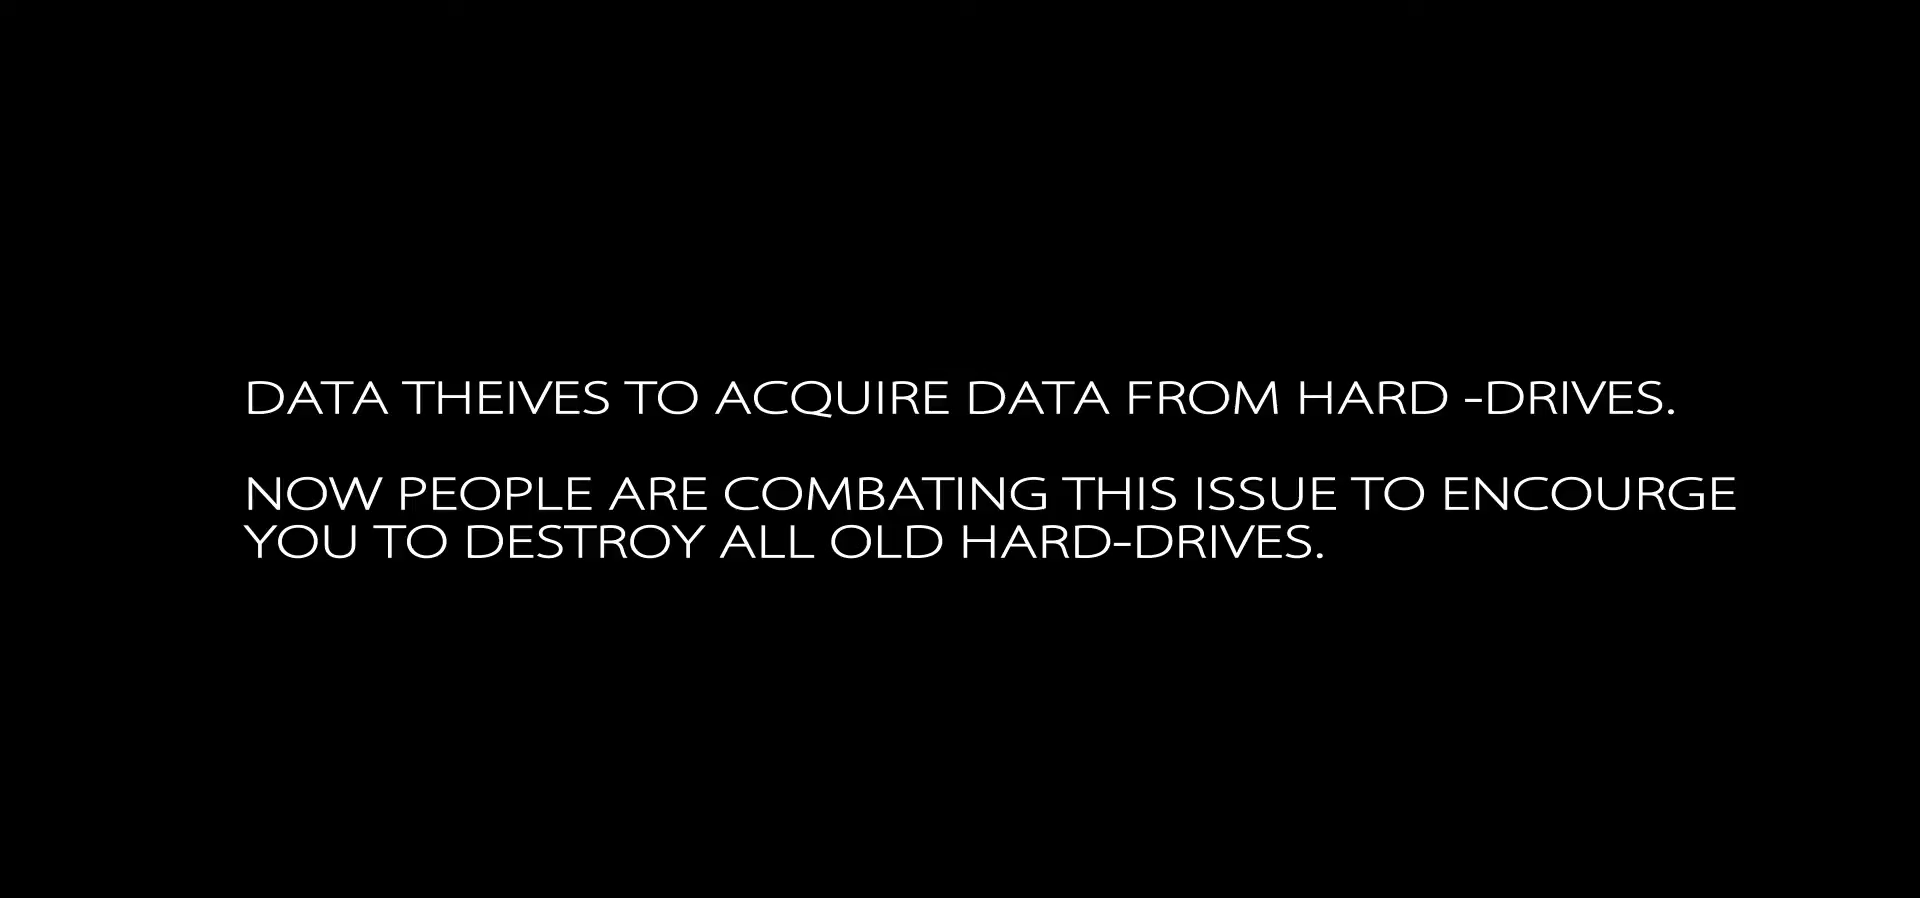 DATA THEIVES TO ACQUIRE DATA FROM HARD -DRIVES.
NOW PEOPLE ARE COMBATING THIS ISSUE TO ENCOURGE
YOU TO DESTROY ALL OLD HARD-DRIVES.